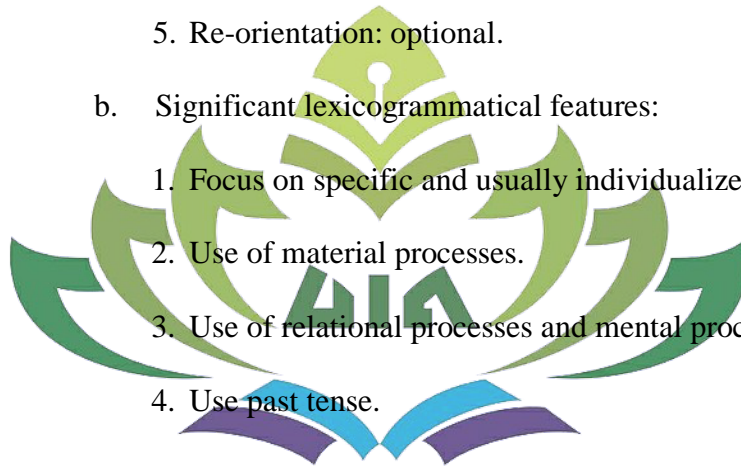 5. Re-orientation: optional.
b. Significant lexicogrammatical features:
1. Focus on specific and usually individualize
2. Use of material processes.
3. Use of relational processes and mental proc
4. Use past tense.